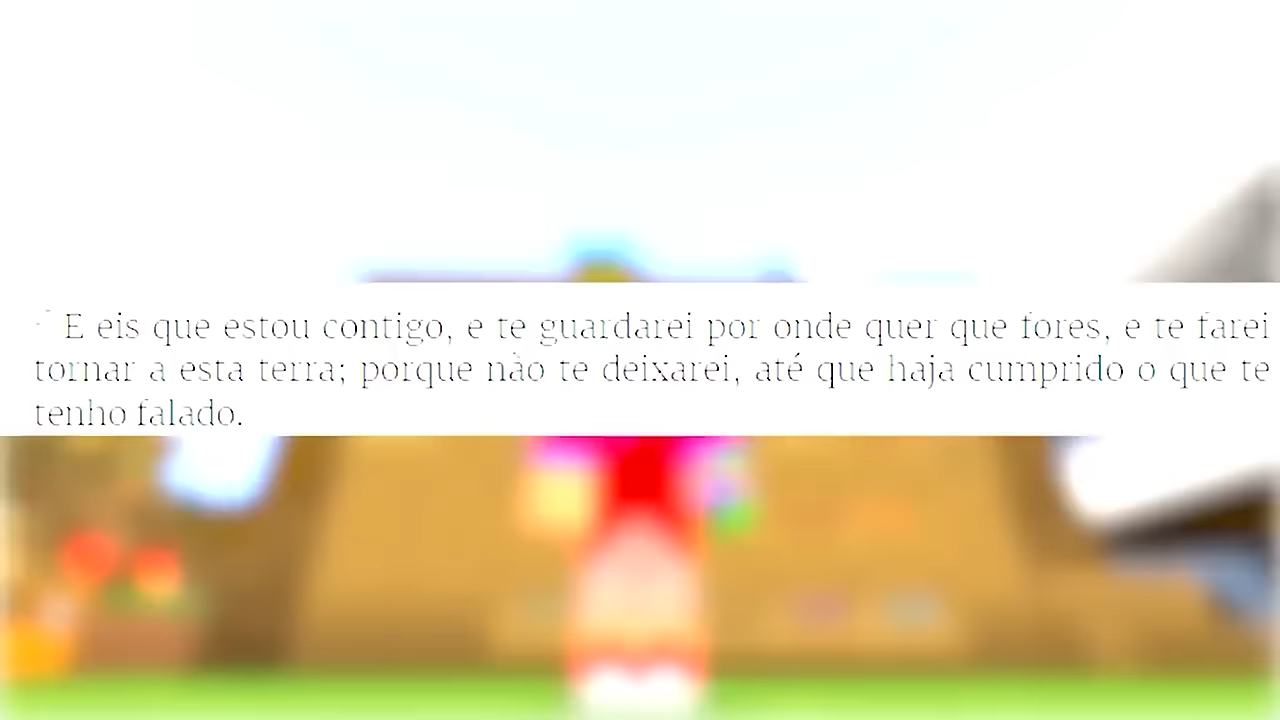 E eis que estou contigo, e te guardarei por onde quer que fores, e te farei
tornar a esta terra; porque não te deixarei, até que haja cumprido o que te
tenho falado.